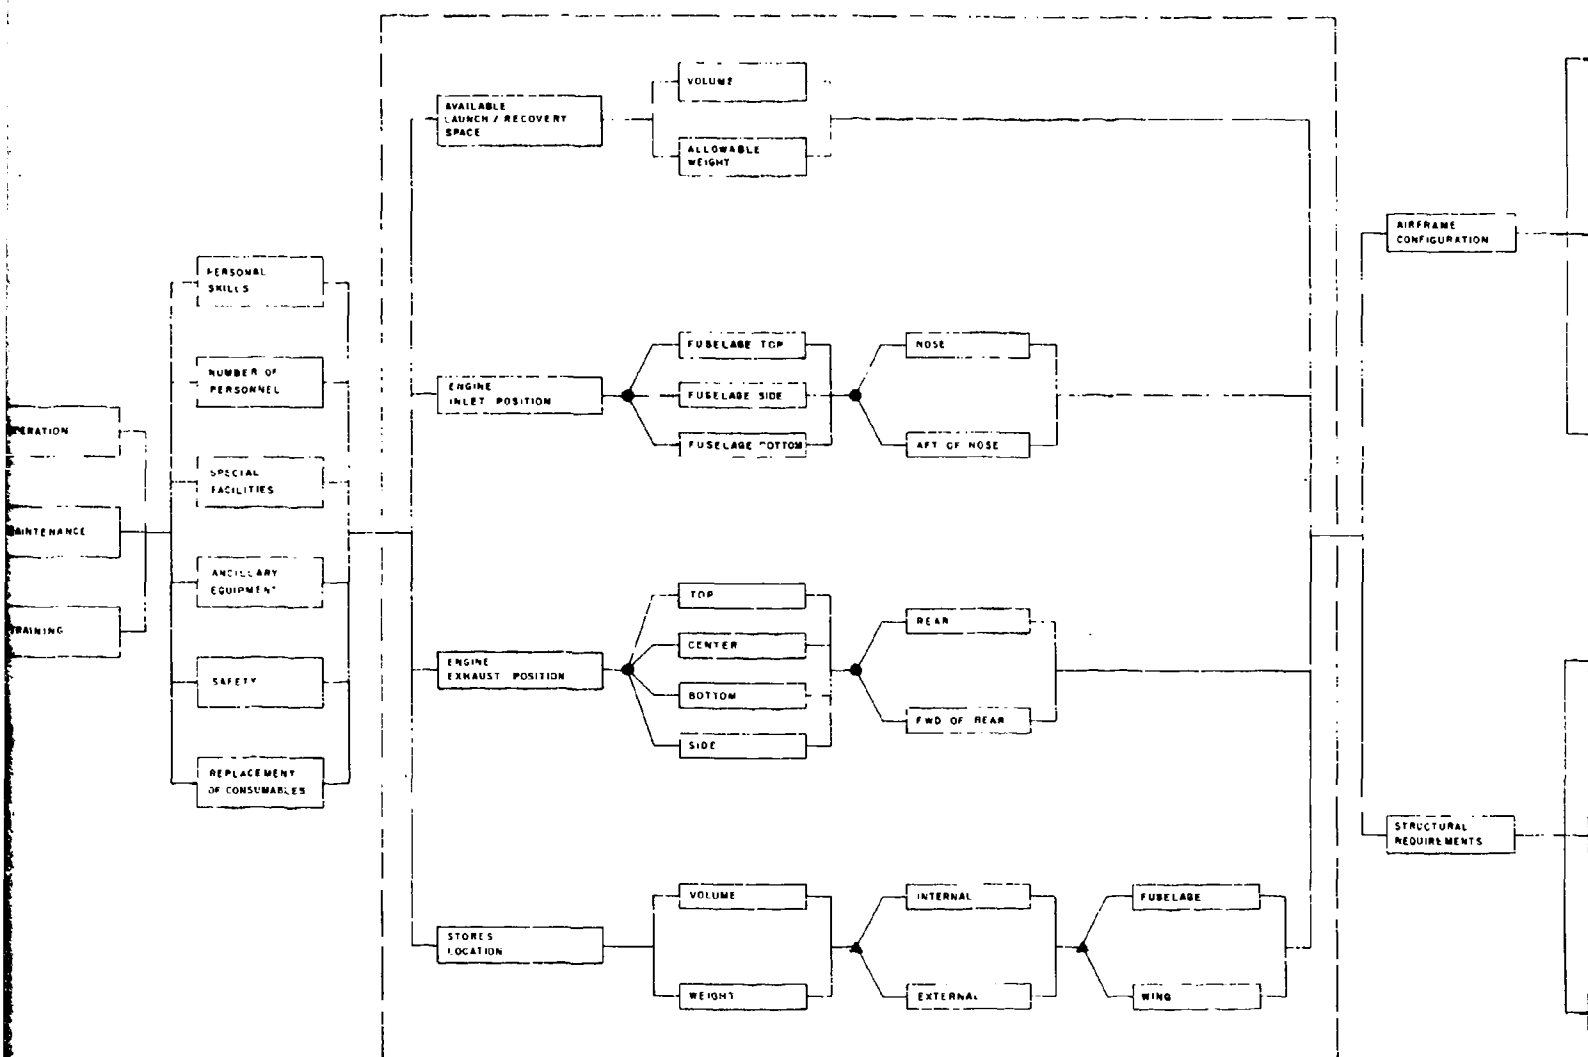 PERATION
AINTENANCE
RAINING
PERSONAL
SKILLS
NUMBER OF
PERSONNEL
SPECIAL
FACILITIES
ANCILLARY
EQUIPMENT
SAFETY
REPLACEMENT
OF CONSUMABLES
AVAILABLE
LAUNCH / RECOVERY
SPACE
VOLUME
ALLOWABLE
WEIGHT
ENGINE
INLET POSITION
FUSELAGE TOP
FUSELAGE SIDE
FUSELAGE BOTTOM
NOSE
AFT OF NOSE
ENGINE
EXHAUST POSITION
TOP
CENTER
BOTTOM
SIDE
REAR
FWD OF REAR
STORES
LOCATION
VOLUME
WEIGHT
INTERNAL
EXTERNAL
FUSELAGE
WING
AIRFRAME
CONFIGURATION
STRUCTURAL
REQUIREMENTS